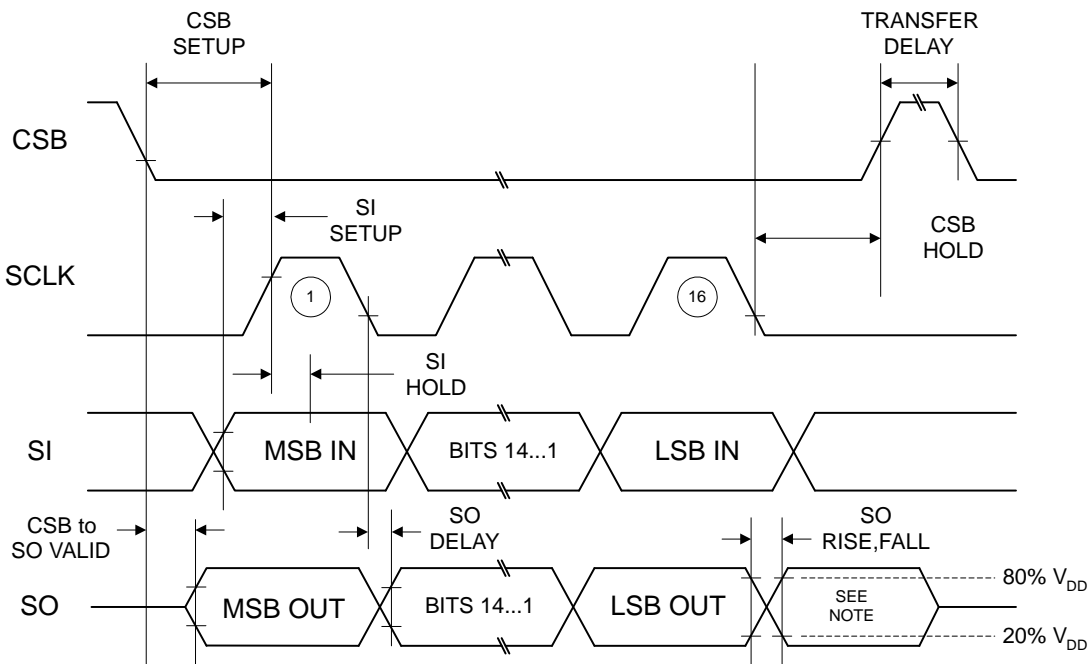 CSB
SETUP
TRANSFER
DELAY
CSB
SI
SETUP
CSB
HOLD
SCLK
1
16
SI
HOLD
SI
MSB IN
BITS 14...1
LSB IN
CSB to
SO VALID
SO
DELAY
SO
RISE,FALL
SO
MSB OUT
BITS 14...1
LSB OUT
SEE
NOTE
80% VDD
20% VDD